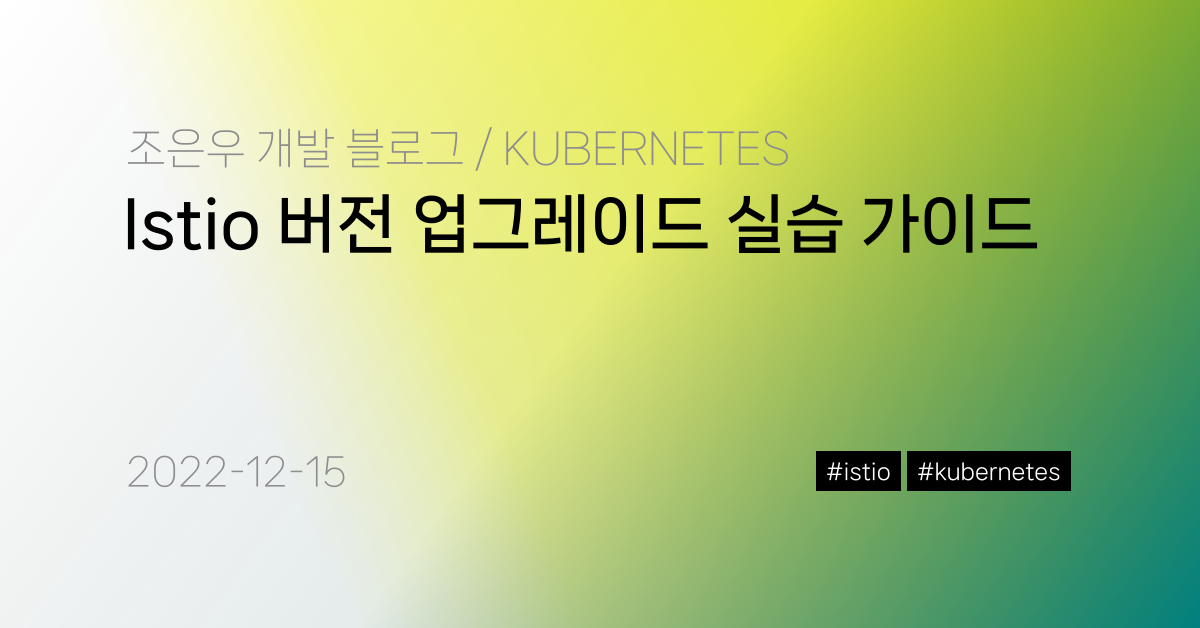 조은우 개발 블로그 / KUBERNETES
Istio 버전 업그레이드 실습 가이드
2022-12-15
#istio #kubernetes